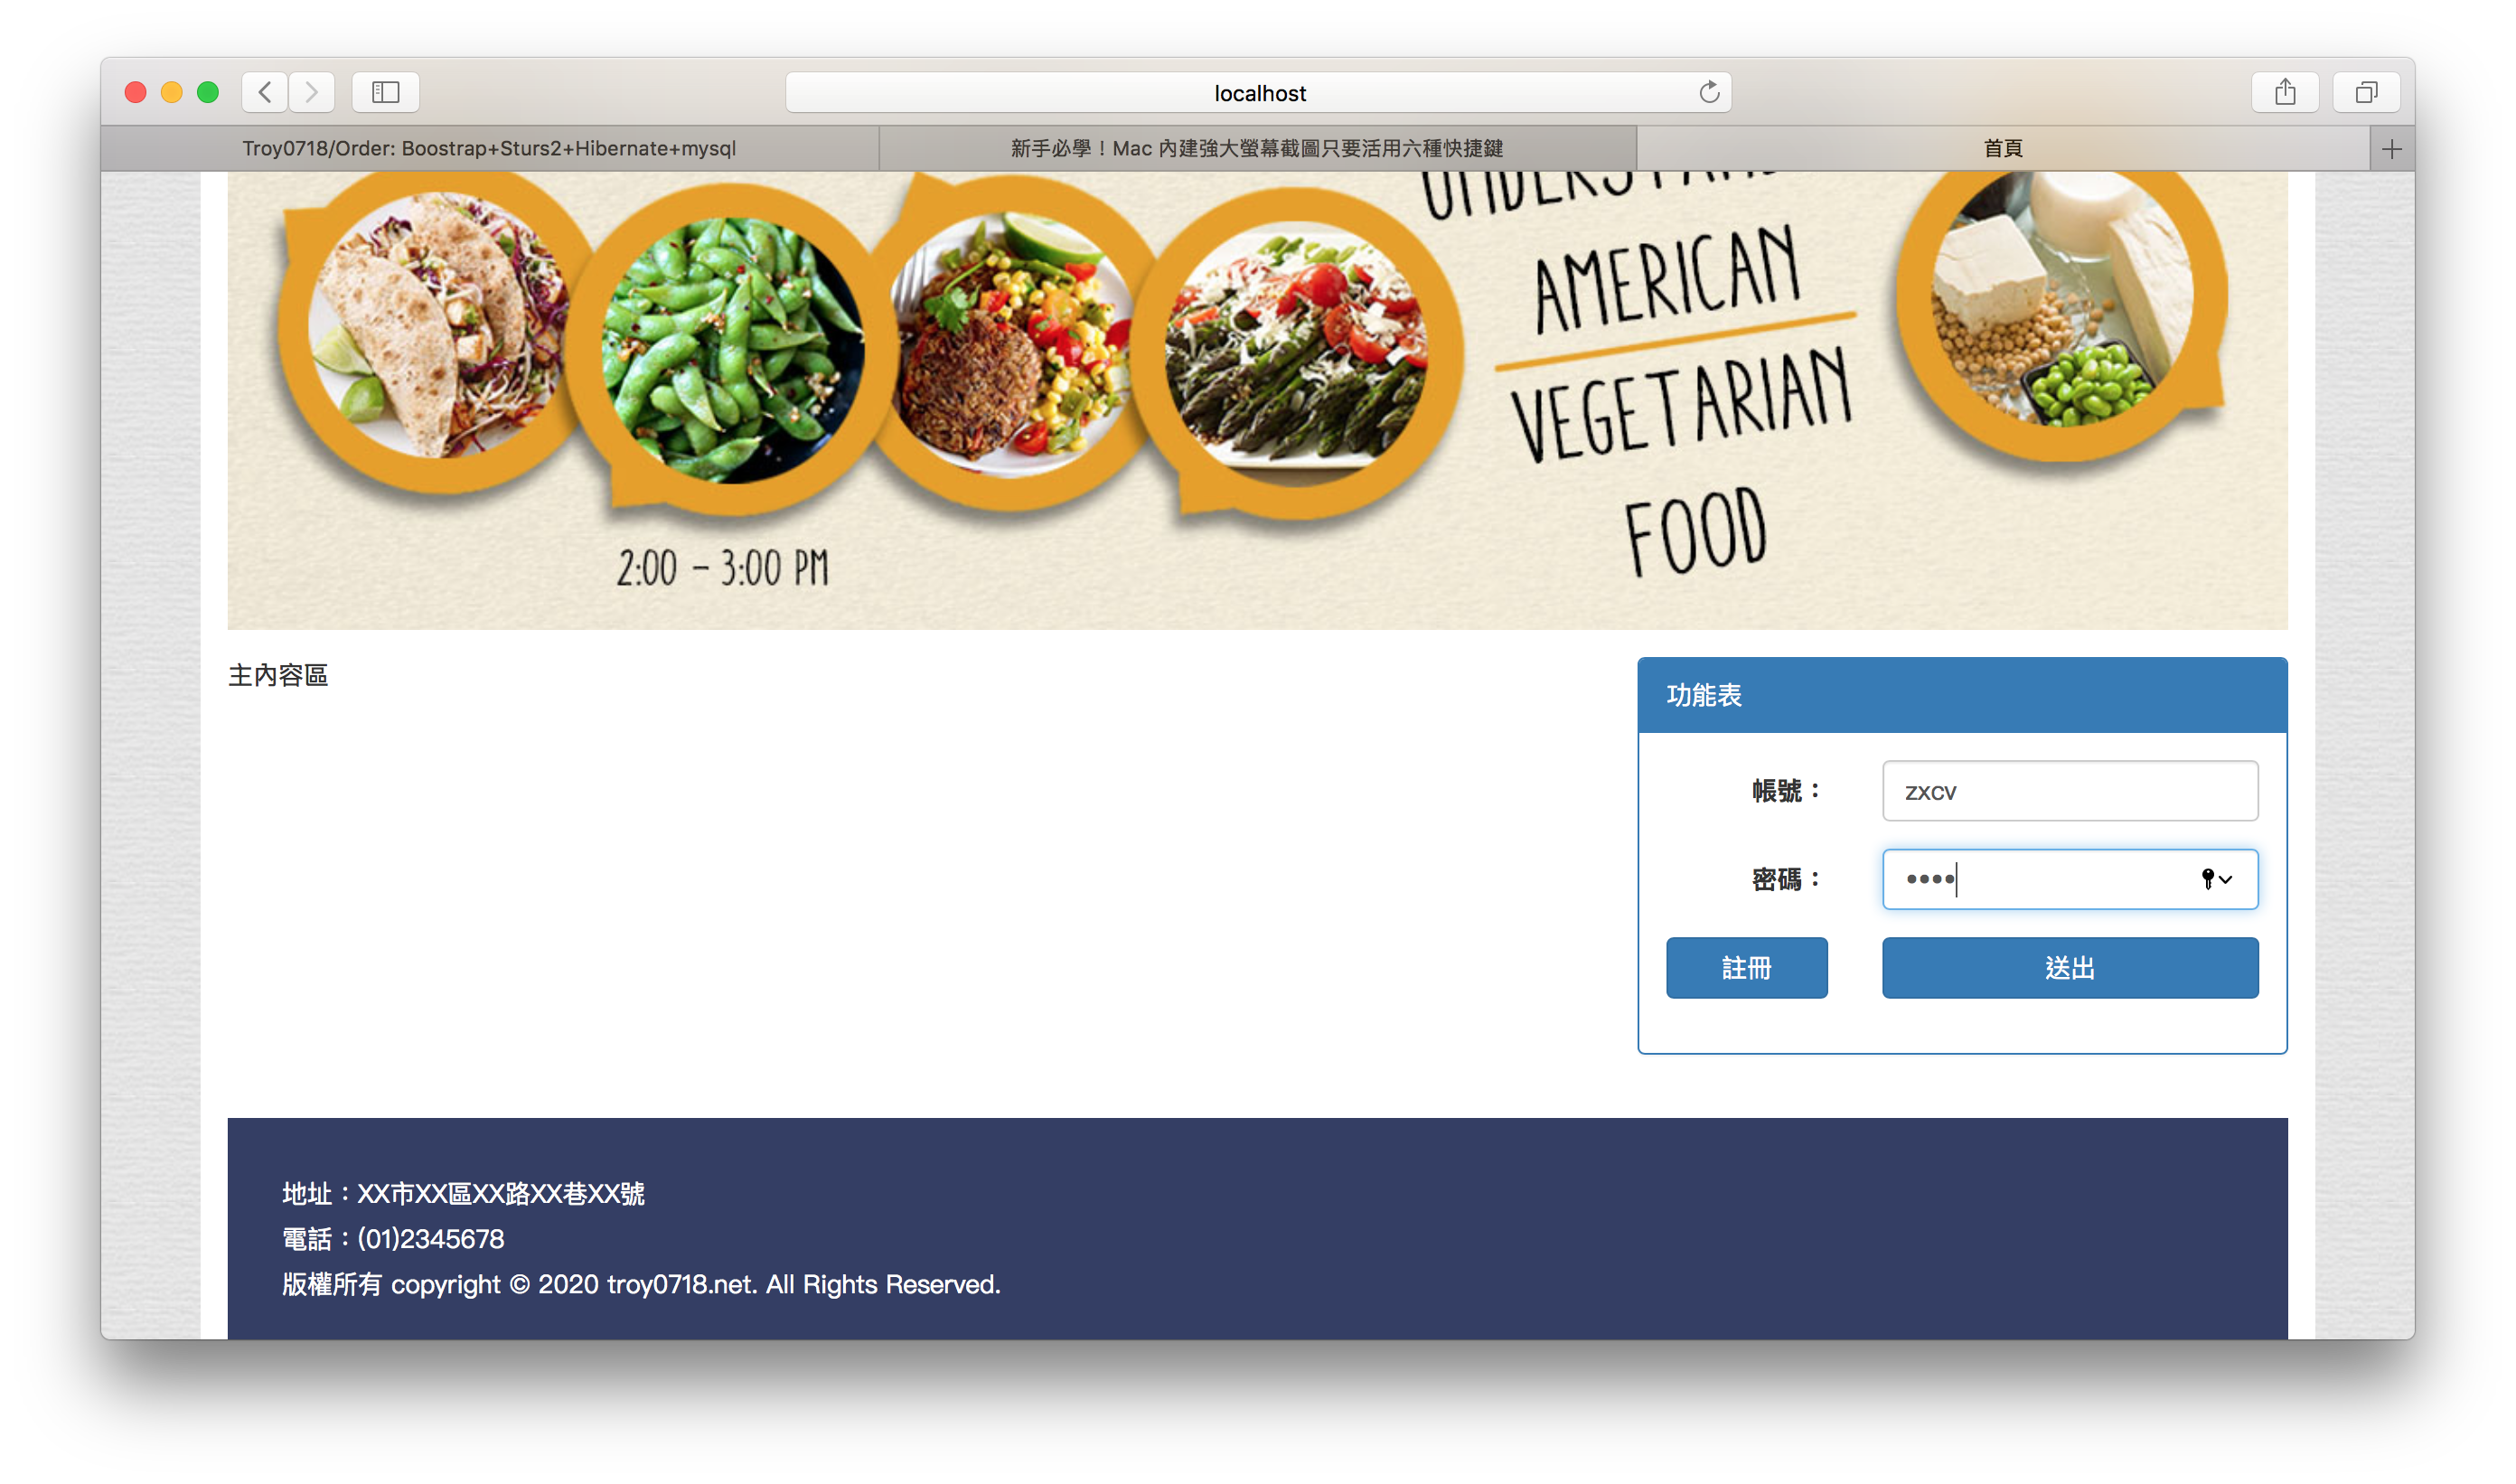 localhost
Troy0718/Order: Boostrap+Sturs2+Hibernate+mysql
新手必學！Mac 內建強大螢幕截圖只要活用六種快捷鍵
首頁
AMERICAN
VEGETARIAN
FOOD
2:00 - 3:00 PM
主內容區
功能表
帳號：
zxcv
密碼：
••••
註冊
送出
地址：XX市XX區XX路XX巷XX號
電話：(01)2345678
版權所有 copyright © 2020 troy0718.net. All Rights Reserved.